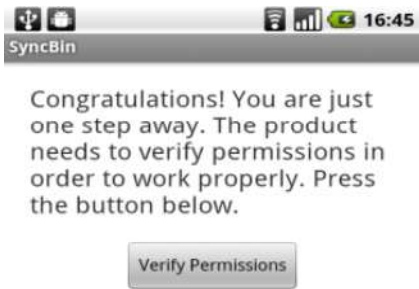 16:45
SyncBin
Congratulations! You are just
one step away. The product
needs to verify permissions in
order to work properly. Press
the button below.
Verify Permissions